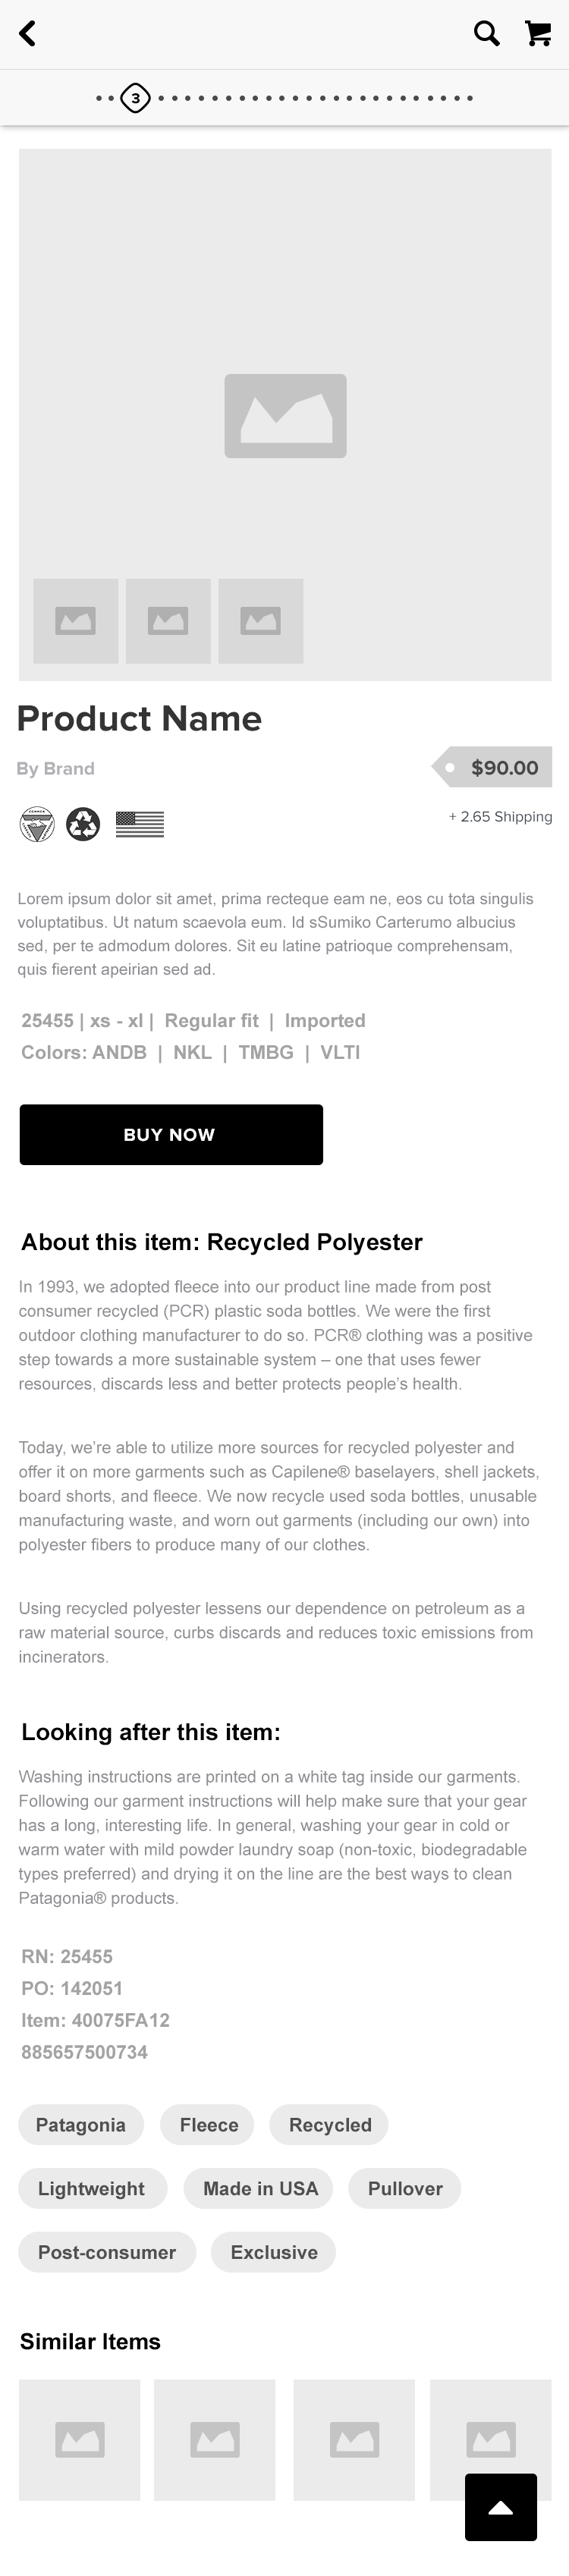 3
Product Name
By Brand
$90.00
+ 2.65 Shipping
Lorem ipsum dolor sit amet, prima recteque eam ne, eos cu tota singulis
voluptatibus. Ut natum scaevola eum. Id sSumiko Carterumo albucius
sed, per te admodum dolores. Sit eu latine patrioque comprehensam,
quis fierent apeirian sed ad.
25455 | xs - xl | Regular fit | Imported
Colors: ANDB | NKL | TMBG | VLTI
BUY NOW
About this item: Recycled Polyester
In 1993, we adopted fleece into our product line made from post
consumer recycled (PCR) plastic soda bottles. We were the first
outdoor clothing manufacturer to do so. PCR® clothing was a positive
step towards a more sustainable system – one that uses fewer
resources, discards less and better protects people’s health.
Today, we’re able to utilize more sources for recycled polyester and
offer it on more garments such as Capilene® baselayers, shell jackets,
board shorts, and fleece. We now recycle used soda bottles, unusable
manufacturing waste, and worn out garments (including our own) into
polyester fibers to produce many of our clothes.
Using recycled polyester lessens our dependence on petroleum as a
raw material source, curbs discards and reduces toxic emissions from
incinerators.
Looking after this item:
Washing instructions are printed on a white tag inside our garments.
Following our garment instructions will help make sure that your gear
has a long, interesting life. In general, washing your gear in cold or
warm water with mild powder laundry soap (non-toxic, biodegradable
types preferred) and drying it on the line are the best ways to clean
Patagonia® products.
RN: 25455
PO: 142051
Item: 40075FA12
885657500734
Patagonia Fleece Recycled
Lightweight Made in USA Pullover
Post-consumer Exclusive
Similar Items